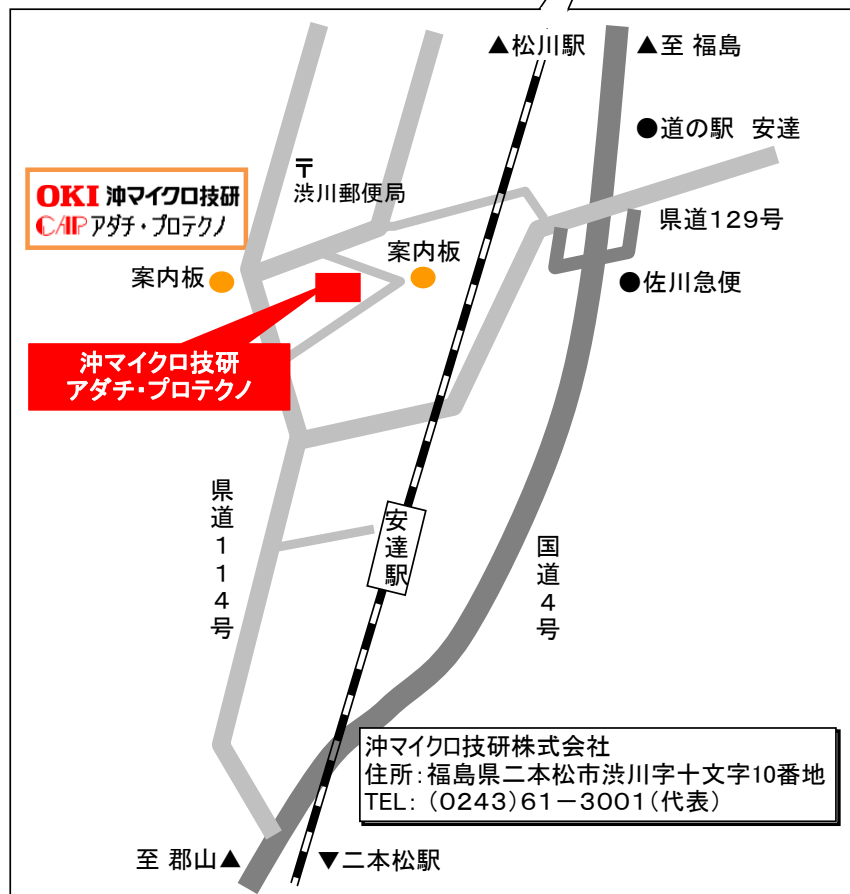 ▲松川駅
▲至 福島
●道の駅 安達
〒
渋川郵便局
OKI 沖マイクロ技研
CAIP アダチ・プロテクノ
県道129号
案内板
案内板
●佐川急便
沖マイクロ技研
アダチ・プロテクノ
県道114号
安達駅
国道4号
沖マイクロ技研株式会社
住所:福島県二本松市渋川字十文字10番地
TEL: (0243)61-3001(代表)
至 郡山▲
▼二本松駅